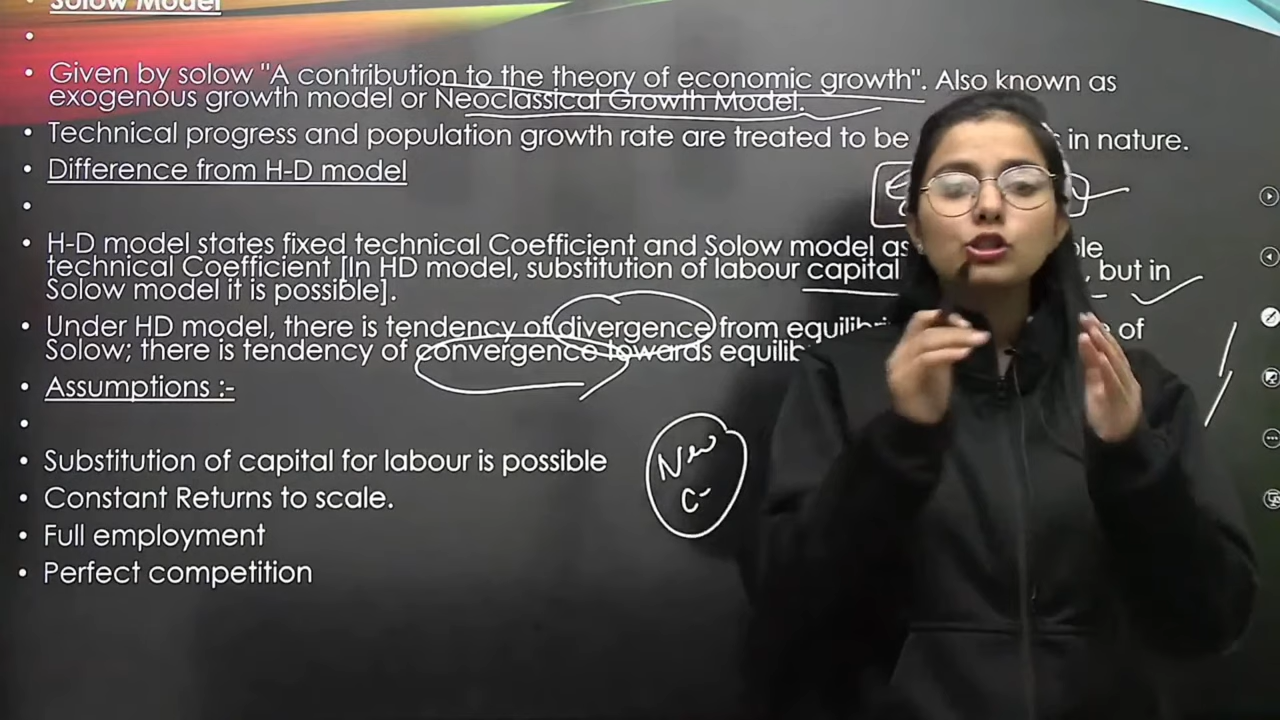 Solow Model
Given by solow "A contribution to the theory of economic growth". Also known as
exogenous growth model or Neoclassical Growth Model.
Technical progress and population growth rate are treated to be in nature.
Difference from H-D model
H-D model states fixed technical Coefficient and Solow model
technical Coefficient [In HD model, substitution of labour capital , but in
Solow model it is possible].
Under HD model, there is tendency of divergence from of
Solow; there is tendency of convergence towards
Assumptions :-
Substitution of capital for labour is possible
New
C-
Constant Returns to scale.
Full employment
Perfect competition